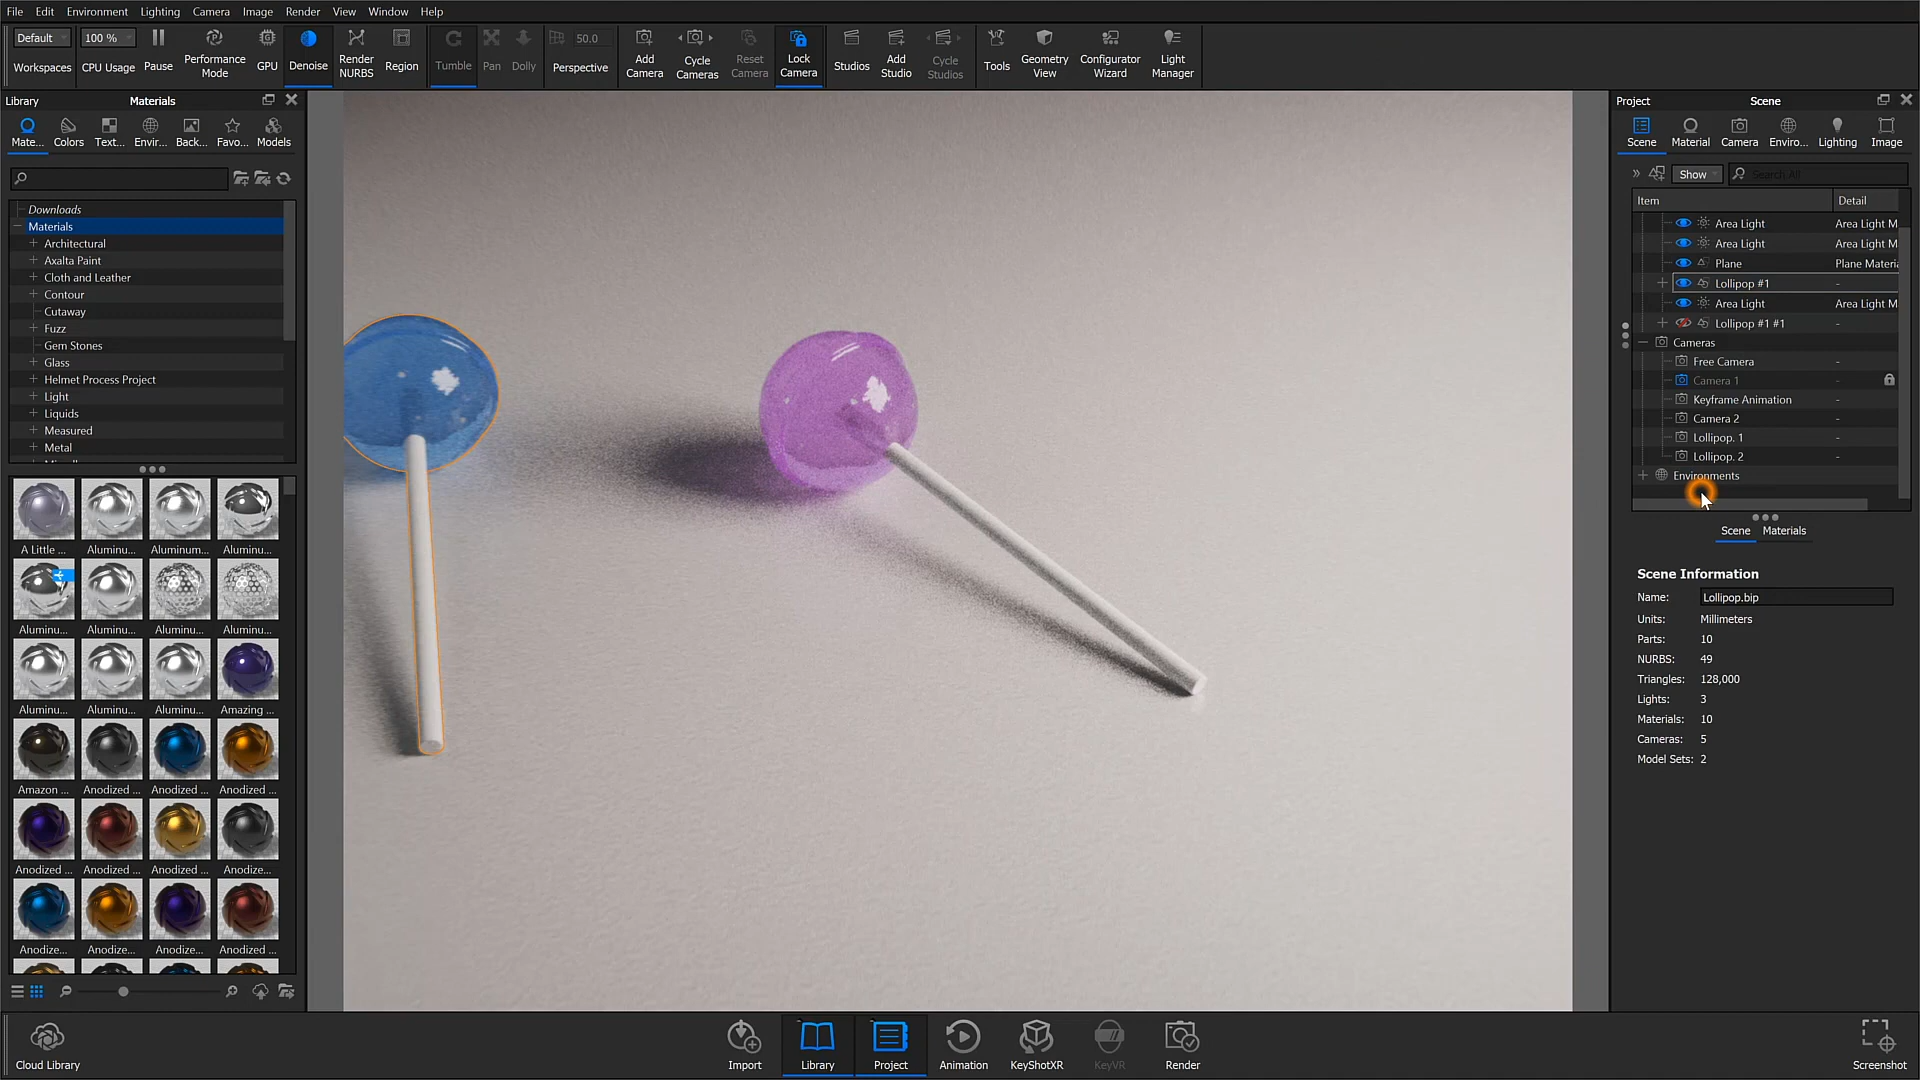 File Edit Environment Lighting Camera Image Render View Window Help
Default 100 % 50.0
Workspaces CPU Usage Pause Performance Mode GPU Denoise Render NURBS Region Tumble Pan Dolly Perspective Add Camera Cycle Cameras Reset Camera Lock Camera Studios Add Studio Cycle Studios Tools Geometry View Configurator Wizard Light Manager
Library Materials
Mate... Colors Text... Envir... Back... Favo... Models
Downloads
Materials
Architectural
Axalta Paint
Cloth and Leather
Contour
Cutaway
Fuzz
Gem Stones
Glass
Helmet Process Project
Light
Liquids
Measured
Metal
A Little ... Aluminu... Aluminum... Aluminu...
Aluminu... Aluminu... Aluminu... Aluminu...
Aluminu... Aluminu... Aluminu... Amazing ...
Amazon ... Anodized ... Anodized ... Anodized ...
Anodized ... Anodized ... Anodized ... Anodize...
Anodize... Anodize... Anodize... Anodized ...
Project Scene
Scene Material Camera Enviro... Lighting Image
Show Search All
Item Detail
Area Light Area Light M
Area Light Area Light M
Plane Plane Materia
Lollipop #1 -
Area Light Area Light M
Lollipop #1 #1 -
Cameras
Free Camera -
Camera 1 -
Keyframe Animation -
Camera 2 -
Lollipop. 1 -
Lollipop. 2 -
Environments
Scene Materials
Scene Information
Name: Lollipop.bip
Units: Millimeters
Parts: 10
NURBS: 49
Triangles: 128,000
Lights: 3
Materials: 10
Cameras: 5
Model Sets: 2
Cloud Library Import Library Project Animation KeyShotXR KeyVR Render Screenshot